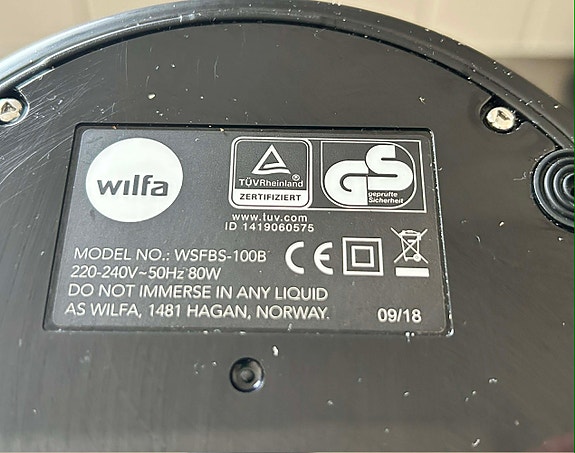 wilfa
TÜVRheinland®
ZERTIFIZIERT
GS
geprüfte
Sicherheit
www.tuv.com
ID 1419060575
MODEL NO.: WSFBS-100B
220-240V~50Hz 80W
DO NOT IMMERSE IN ANY LIQUID
AS WILFA, 1481 HAGAN, NORWAY.
CE
09/18